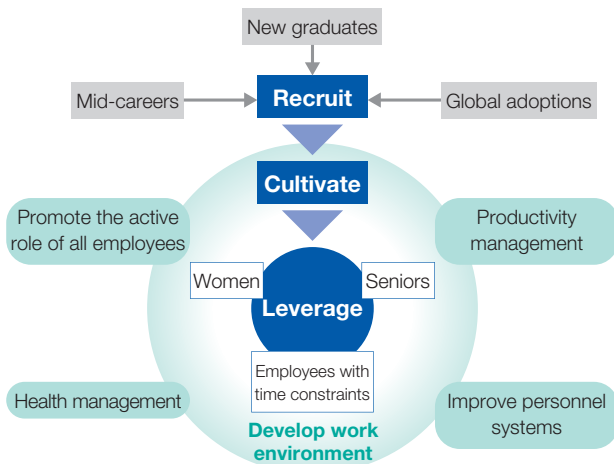 New graduates
Mid-careers
Recruit
Global adoptions
Cultivate
Promote the active
role of all employees
Productivity
management
Women
Seniors
Leverage
Employees with
time constraints
Health management
Improve personnel
systems
Develop work
environment